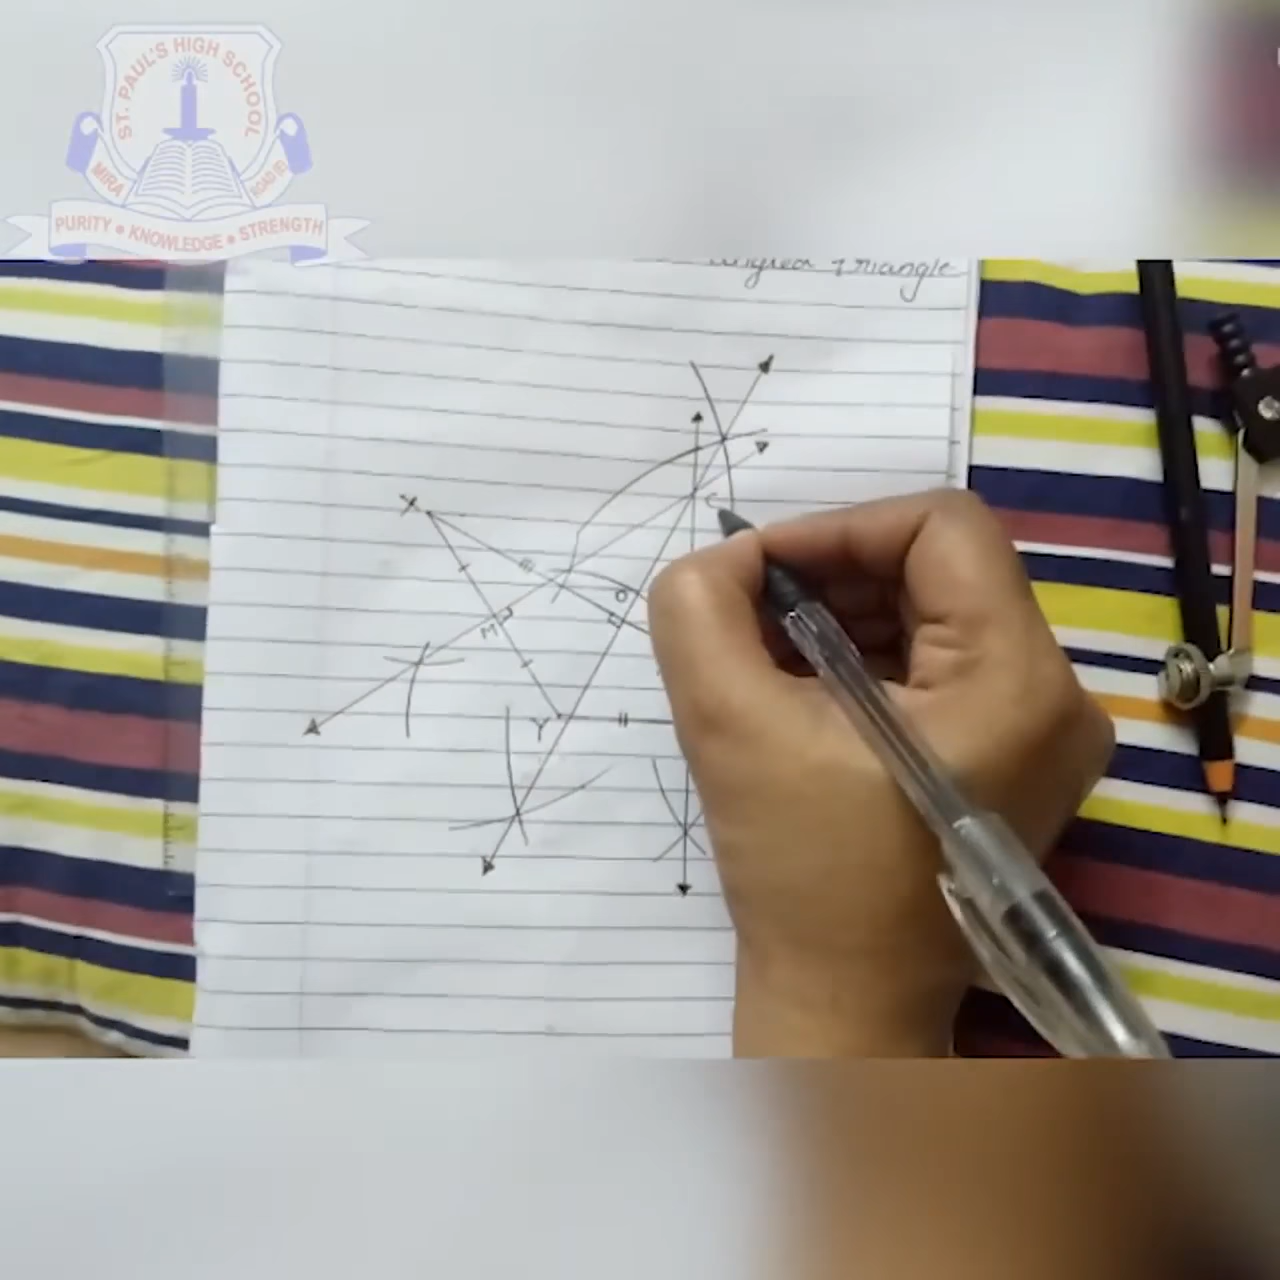 ST. PAUL'S HIGH SCHOOL
MIRA ROAD (E)
PURITY • KNOWLEDGE • STRENGTH
Triangle
X
O
M
Y
C